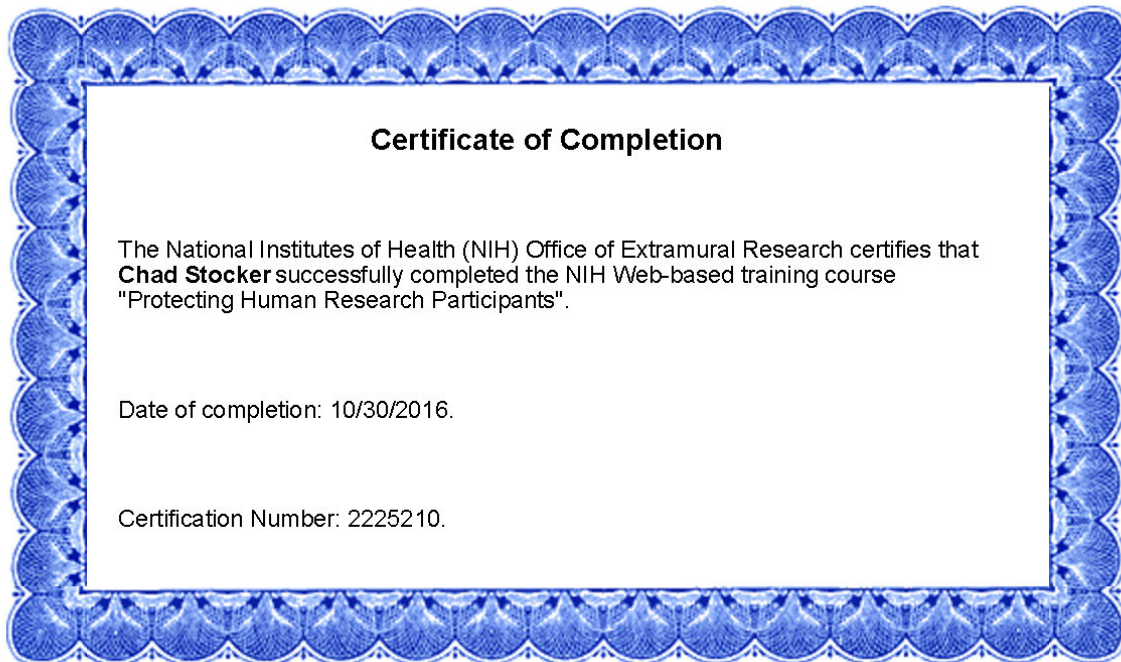 Certificate of Completion
The National Institutes of Health (NIH) Office of Extramural Research certifies that
Chad Stocker successfully completed the NIH Web-based training course
"Protecting Human Research Participants".
Date of completion: 10/30/2016.
Certification Number: 2225210.